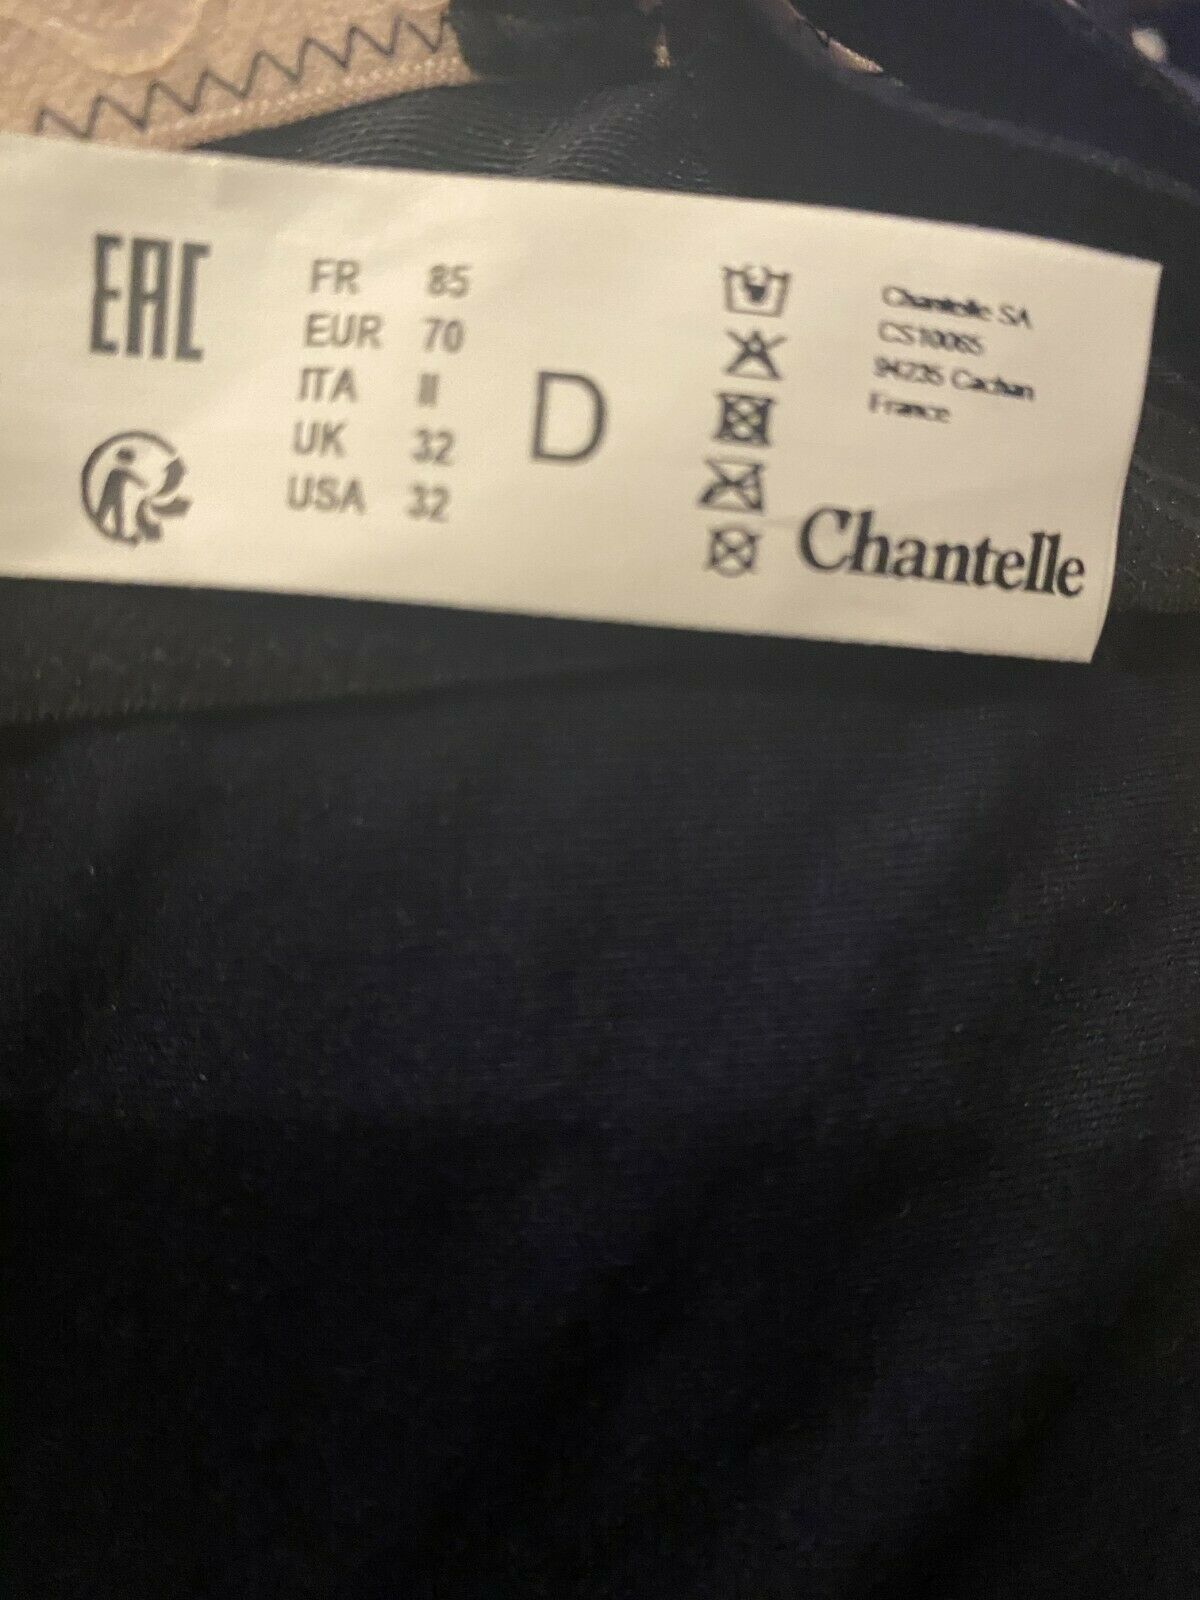 EAC
FR 85
EUR 70
ITA II
UK 32
USA 32
D
Chantelle SA
CS10065
94235 Cachan
France
Chantelle